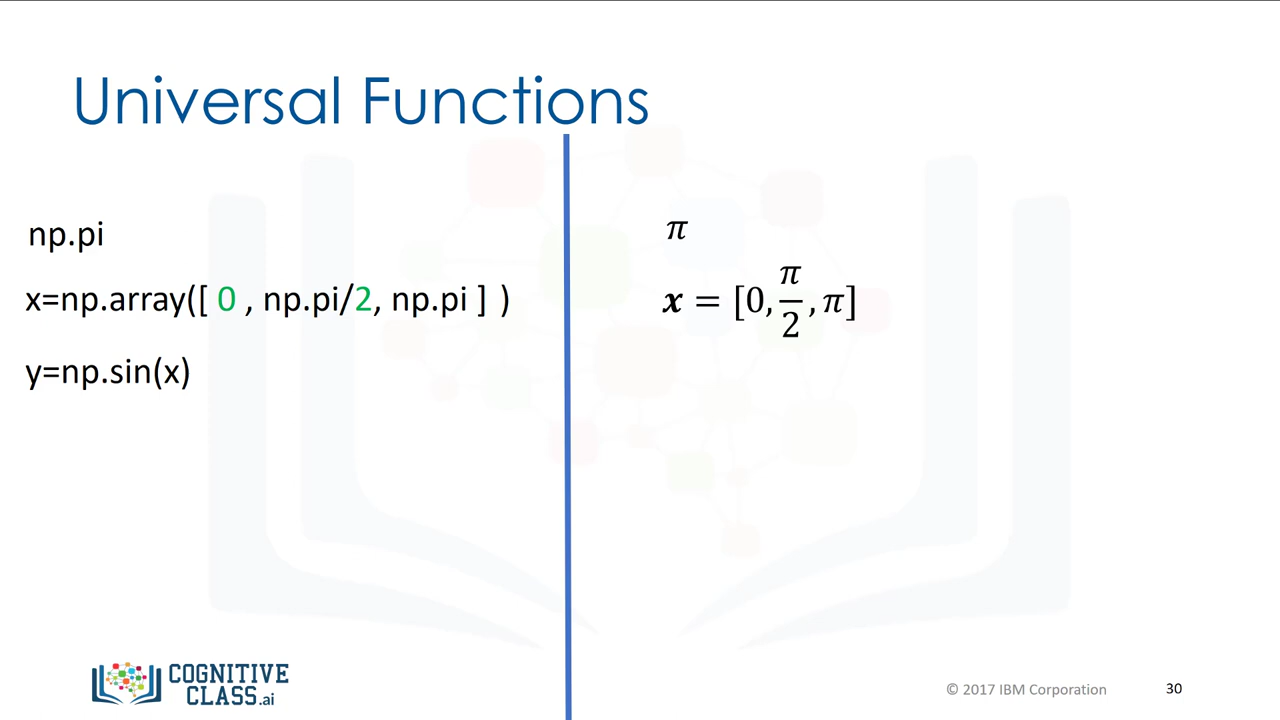 Universal Functions
np.pi
x=np.array([ 0 , np.pi/2, np.pi ] )
y=np.sin(x)
π
x = [0, π/2, π]
COGNITIVE
CLASS.ai
© 2017 IBM Corporation
30